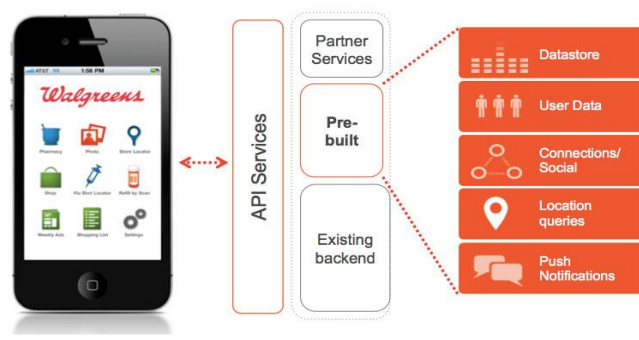 AT&T
1:58 PM
Walgreens
Pharmacy
Photo
Store Locator
Shop
Flu Shot Locator
Refill by Scan
Weekly Ads
Shopping List
Settings
API Services
Partner
Services
Pre-
built
Existing
backend
Datastore
User Data
Connections/
Social
Location
queries
Push
Notifications